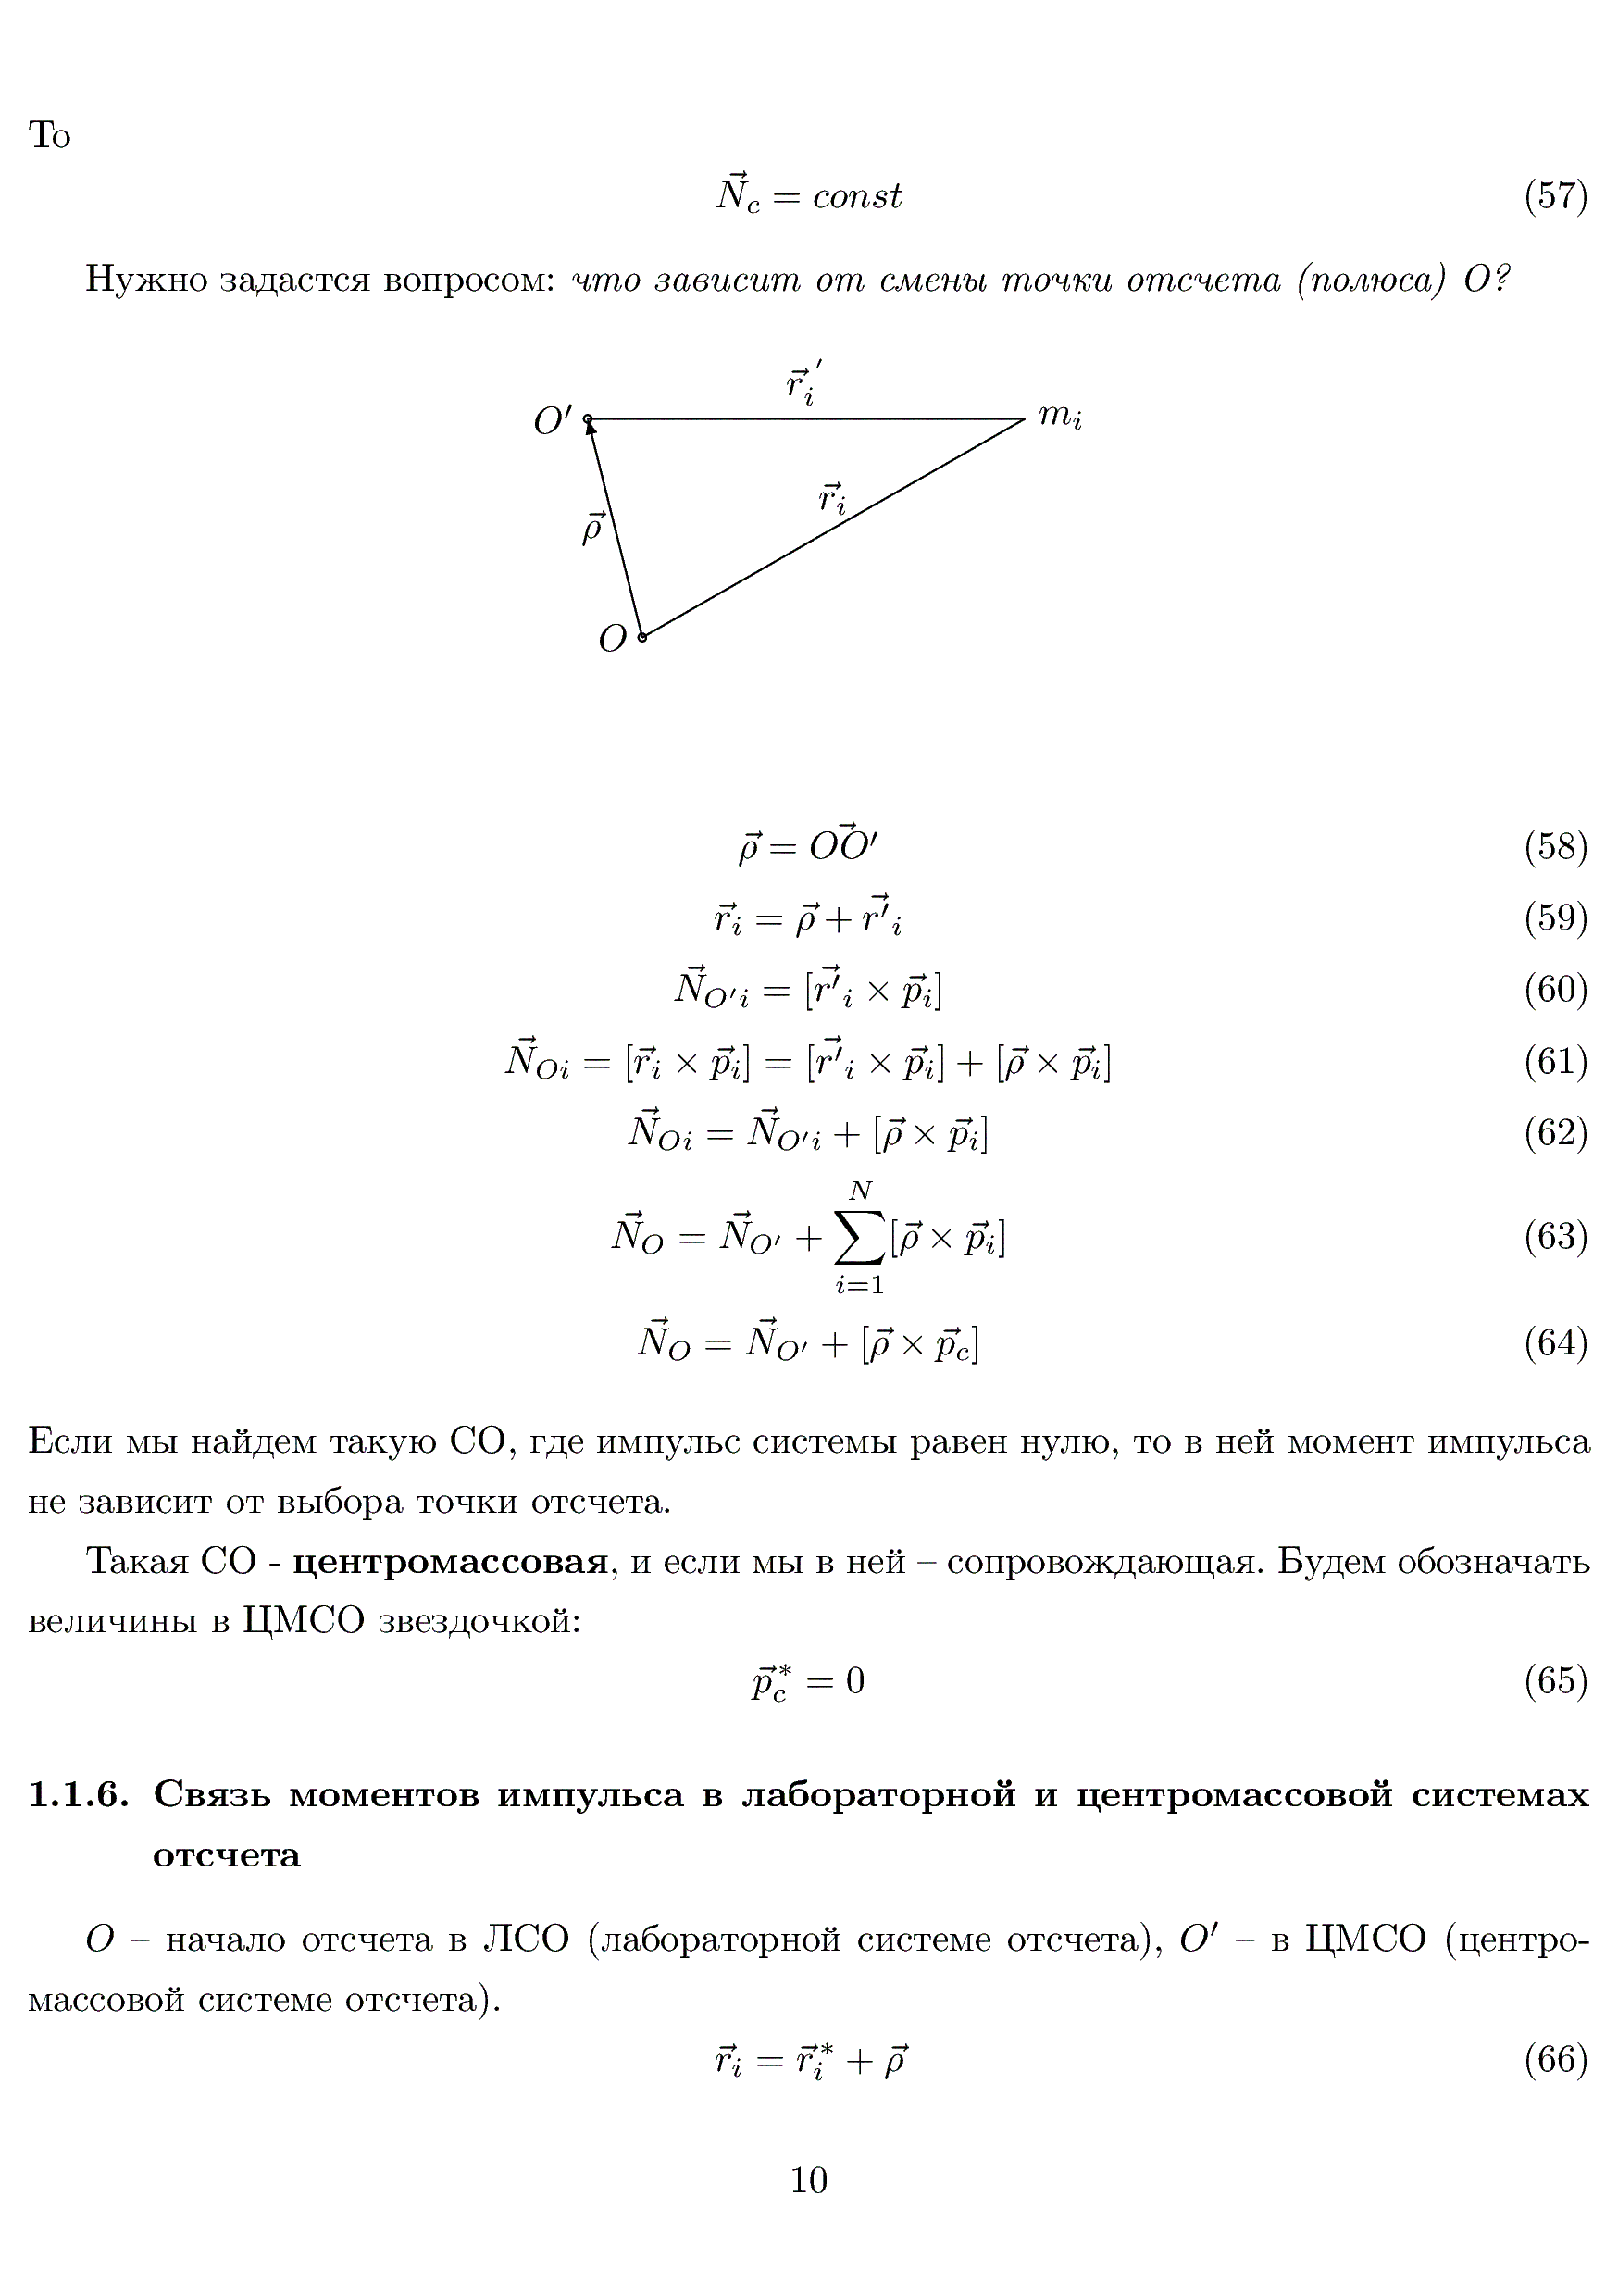 То
$\vec{N}_c = const$ (57)
Нужно задастся вопросом: что зависит от смены точки отсчета (полюса) O?
$\vec{r}_i^{\,'}$
$O'$ $m_i$
$\vec{r}_i$
$\vec{\rho}$
$O$
$\vec{\rho} = \vec{OO'}$ (58)
$\vec{r}_i = \vec{\rho} + \vec{r'}_i$ (59)
$\vec{N}_{O'i} = [\vec{r'}_i \times \vec{p}_i]$ (60)
$\vec{N}_{Oi} = [\vec{r}_i \times \vec{p}_i] = [\vec{r'}_i \times \vec{p}_i] + [\vec{\rho} \times \vec{p}_i]$ (61)
$\vec{N}_{Oi} = \vec{N}_{O'i} + [\vec{\rho} \times \vec{p}_i]$ (62)
$\vec{N}_O = \vec{N}_{O'} + \sum_{i=1}^{N} [\vec{\rho} \times \vec{p}_i]$ (63)
$\vec{N}_O = \vec{N}_{O'} + [\vec{\rho} \times \vec{p}_c]$ (64)
Если мы найдем такую СО, где импульс системы равен нулю, то в ней момент импульса
не зависит от выбора точки отсчета.
Такая СО - центромассовая, и если мы в ней – сопровождающая. Будем обозначать
величины в ЦМСО звездочкой:
$\vec{p}_c^{\,*} = 0$ (65)
1.1.6. Связь моментов импульса в лабораторной и центромассовой системах
отсчета
$O$ – начало отсчета в ЛСО (лабораторной системе отсчета), $O'$ – в ЦМСО (центро-
массовой системе отсчета).
$\vec{r}_i = \vec{r}_i^{\,*} + \vec{\rho}$ (66)
10